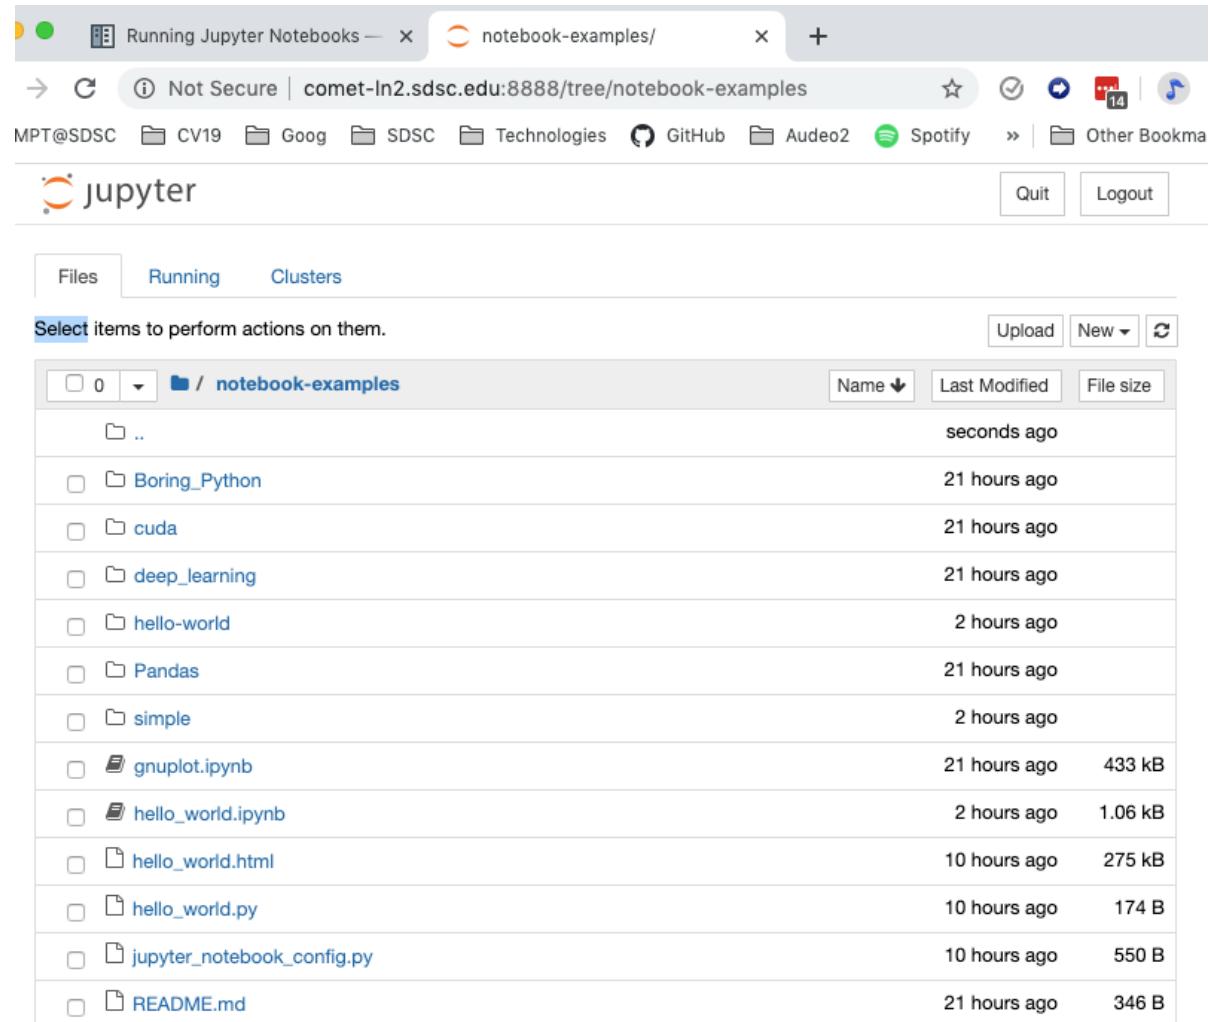 Running Jupyter Notebooks — × notebook-examples/ × +
Not Secure | comet-ln2.sdsc.edu:8888/tree/notebook-examples 14
MPT@SDSC CV19 Goog SDSC Technologies GitHub Audeo2 Spotify » Other Bookma
jupyter Quit Logout
Files Running Clusters
Select items to perform actions on them. Upload New
0 / notebook-examples Name Last Modified File size
.. seconds ago
Boring_Python 21 hours ago
cuda 21 hours ago
deep_learning 21 hours ago
hello-world 2 hours ago
Pandas 21 hours ago
simple 2 hours ago
gnuplot.ipynb 21 hours ago 433 kB
hello_world.ipynb 2 hours ago 1.06 kB
hello_world.html 10 hours ago 275 kB
hello_world.py 10 hours ago 174 B
jupyter_notebook_config.py 10 hours ago 550 B
README.md 21 hours ago 346 B